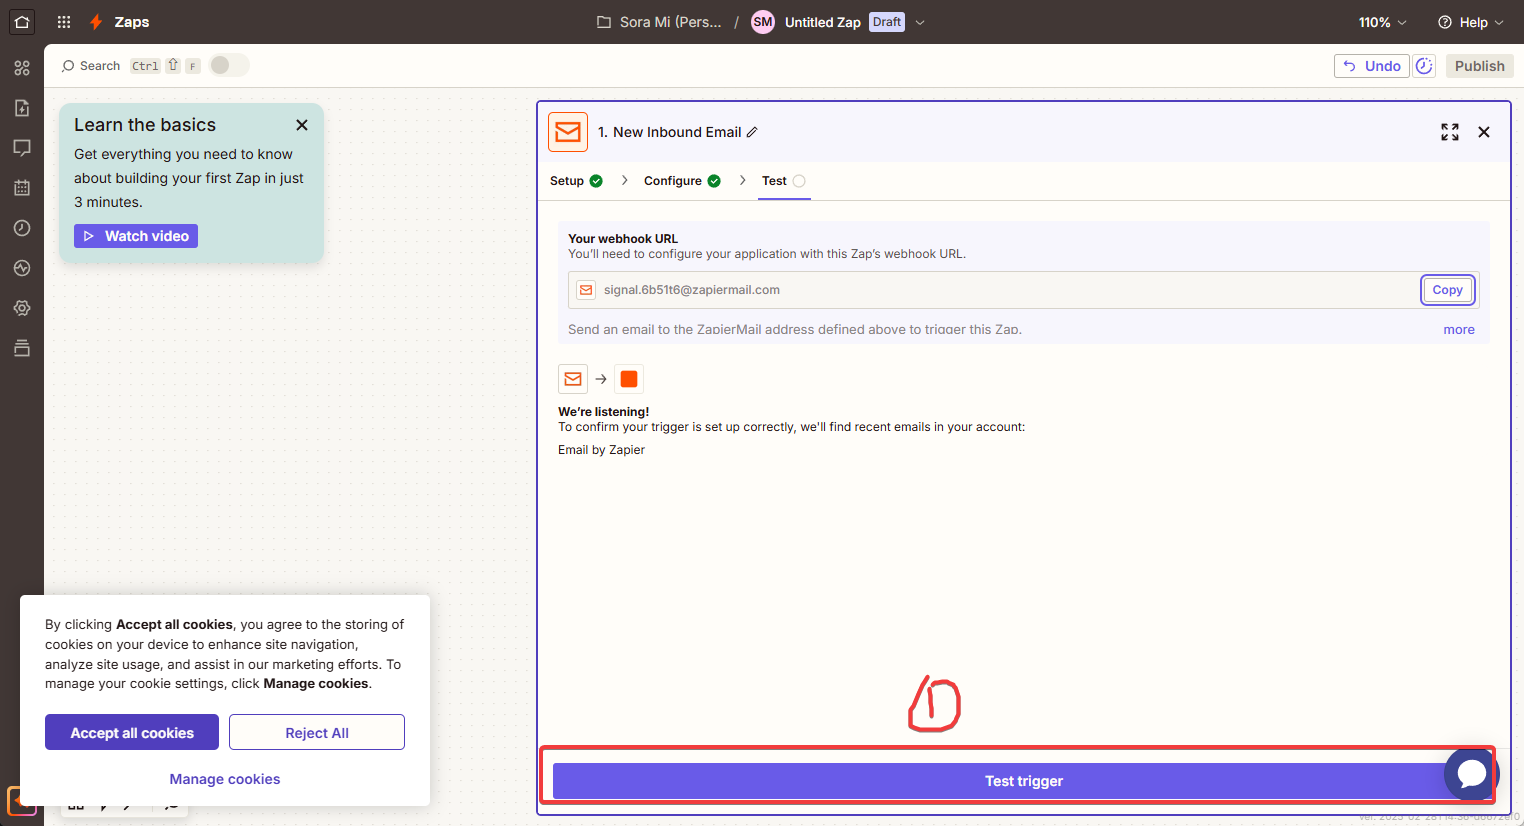 Zaps
Sora Mi (Pers... / SM Untitled Zap Draft
110%
Help
Search Ctrl ⇧ F
Undo
Publish
Learn the basics
Get everything you need to know
about building your first Zap in just
3 minutes.
Watch video
1. New Inbound Email
Setup
Configure
Test
Your webhook URL
You'll need to configure your application with this Zap's webhook URL.
signal.6b51t6@zapiermail.com
Copy
Send an email to the ZapierMail address defined above to trigger this Zap.
more
We're listening!
To confirm your trigger is set up correctly, we'll find recent emails in your account:
Email by Zapier
By clicking Accept all cookies, you agree to the storing of
cookies on your device to enhance site navigation,
analyze site usage, and assist in our marketing efforts. To
manage your cookie settings, click Manage cookies.
Accept all cookies
Reject All
Manage cookies
1
Test trigger